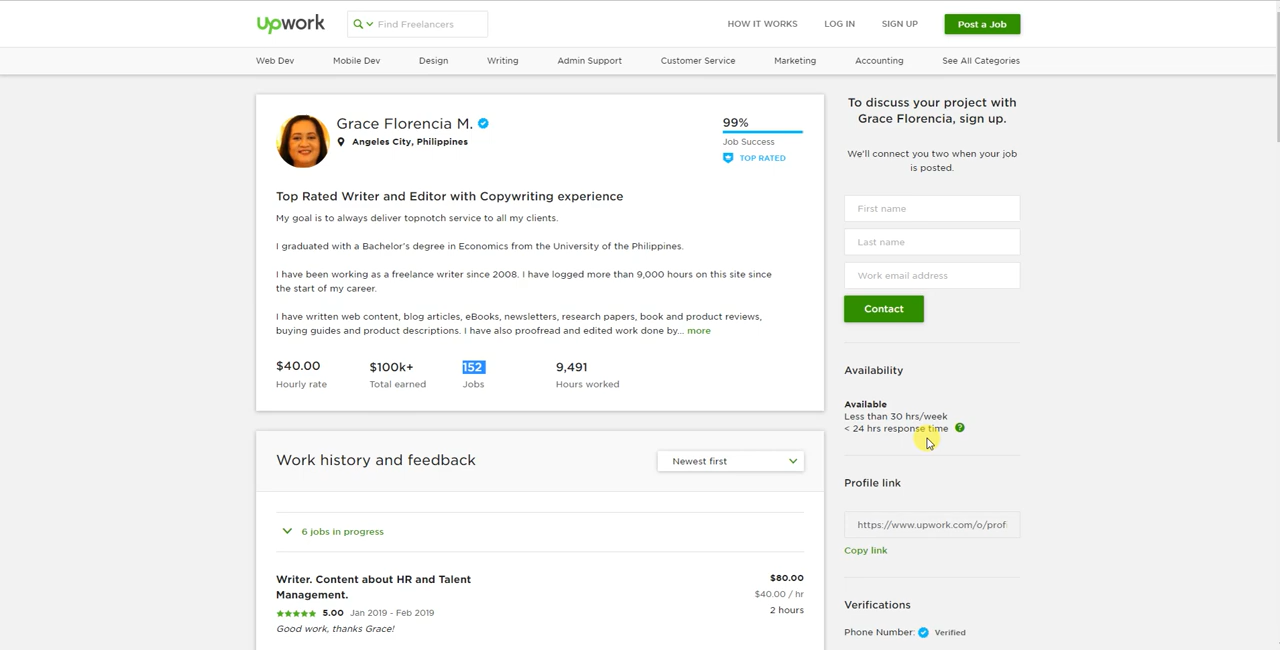 Upwork
Find Freelancers
HOW IT WORKS
LOG IN
SIGN UP
Post a Job
Web Dev
Mobile Dev
Design
Writing
Admin Support
Customer Service
Marketing
Accounting
See All Categories
Grace Florencia M.
Angeles City, Philippines
99%
Job Success
TOP RATED
Top Rated Writer and Editor with Copywriting experience
My goal is to always deliver topnotch service to all my clients.
I graduated with a Bachelor's degree in Economics from the University of the Philippines.
I have been working as a freelance writer since 2008. I have logged more than 9,000 hours on this site since
the start of my career.
I have written web content, blog articles, eBooks, newsletters, research papers, book and product reviews,
buying guides and product descriptions. I have also proofread and edited work done by... more
$40.00
Hourly rate
$100k+
Total earned
152
Jobs
9,491
Hours worked
To discuss your project with
Grace Florencia, sign up.
We'll connect you two when your job
is posted.
First name
Last name
Work email address
Contact
Availability
Available
Less than 30 hrs/week
< 24 hrs response time ?
Profile link
https://www.upwork.com/o/prof
Copy link
Verifications
Phone Number: Verified
Work history and feedback
Newest first
6 jobs in progress
Writer. Content about HR and Talent
Management.
5.00 Jan 2019 - Feb 2019
Good work, thanks Grace!
$80.00
$40.00 / hr
2 hours